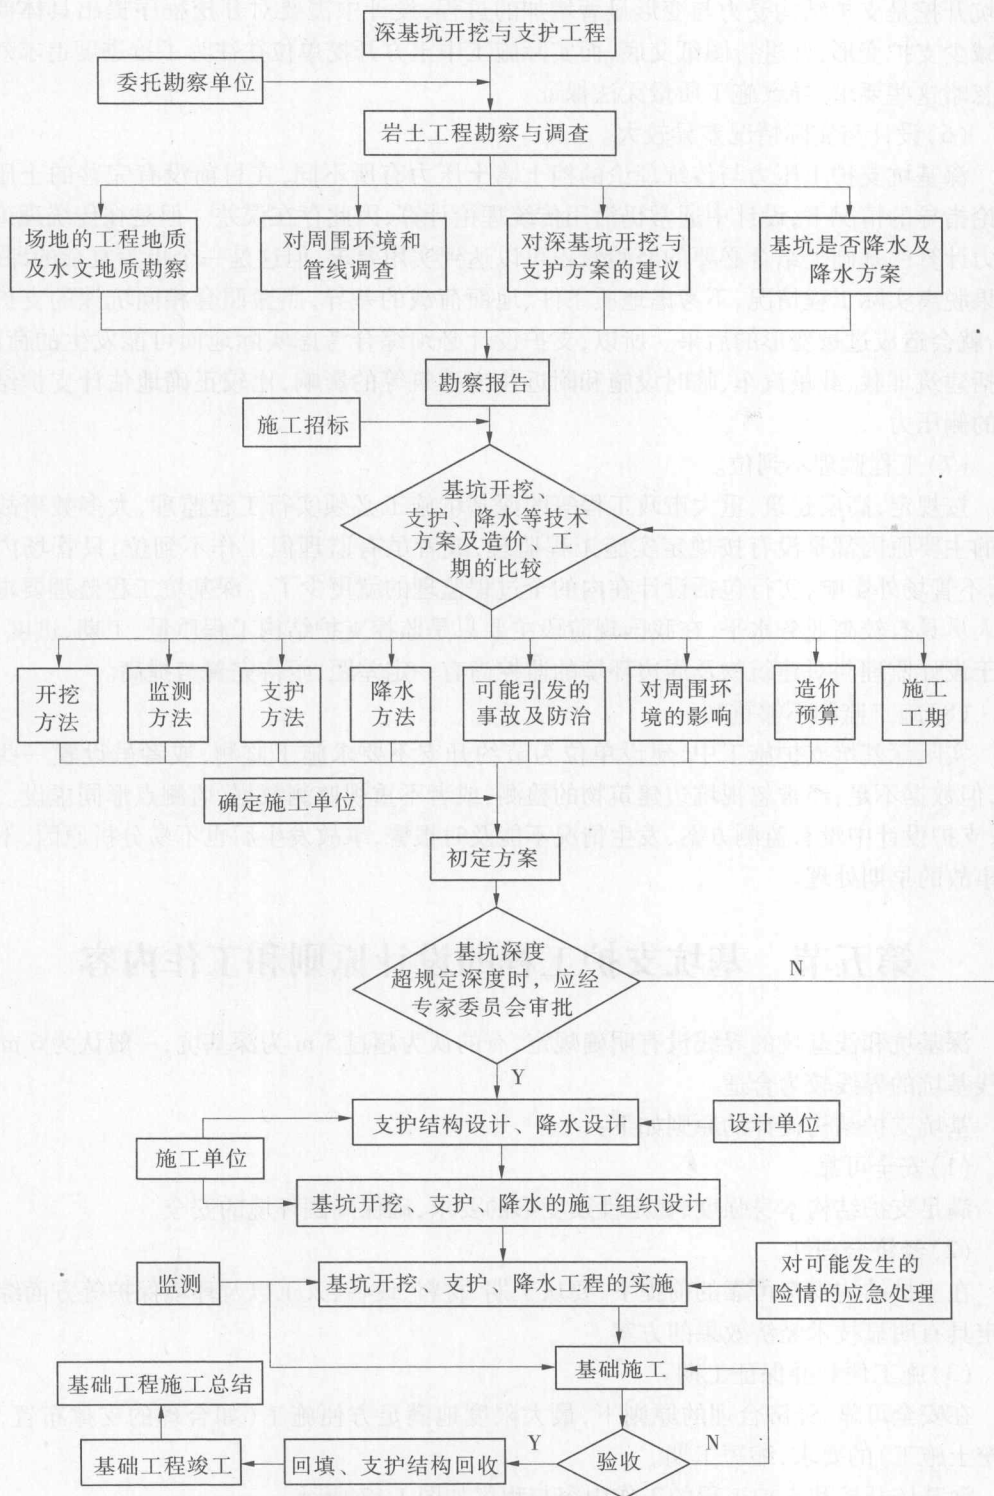 深基坑开挖与支护工程
委托勘察单位
岩土工程勘察与调查
场地的工程地质
及水文地质勘察
对周围环境和
管线调查
对深基坑开挖与
支护方案的建议
基坑是否降水及
降水方案
勘察报告
施工招标
基坑开挖、
支护、降水等技术
方案及造价、工
期的比较
开挖
方法
监测
方法
支护
方法
降水
方法
可能引发的
事故及防治
对周围环
境的影响
造价
预算
施工
工期
确定施工单位
初定方案
基坑深度
超规定深度时，应经
专家委员会审批
N
Y
支护结构设计、降水设计
设计单位
施工单位
基坑开挖、支护、降水的施工组织设计
监测
基坑开挖、支护、降水工程的实施
对可能发生的
险情的应急处理
基础工程施工总结
基础施工
基础工程竣工
回填、支护结构回收
Y
验收
N